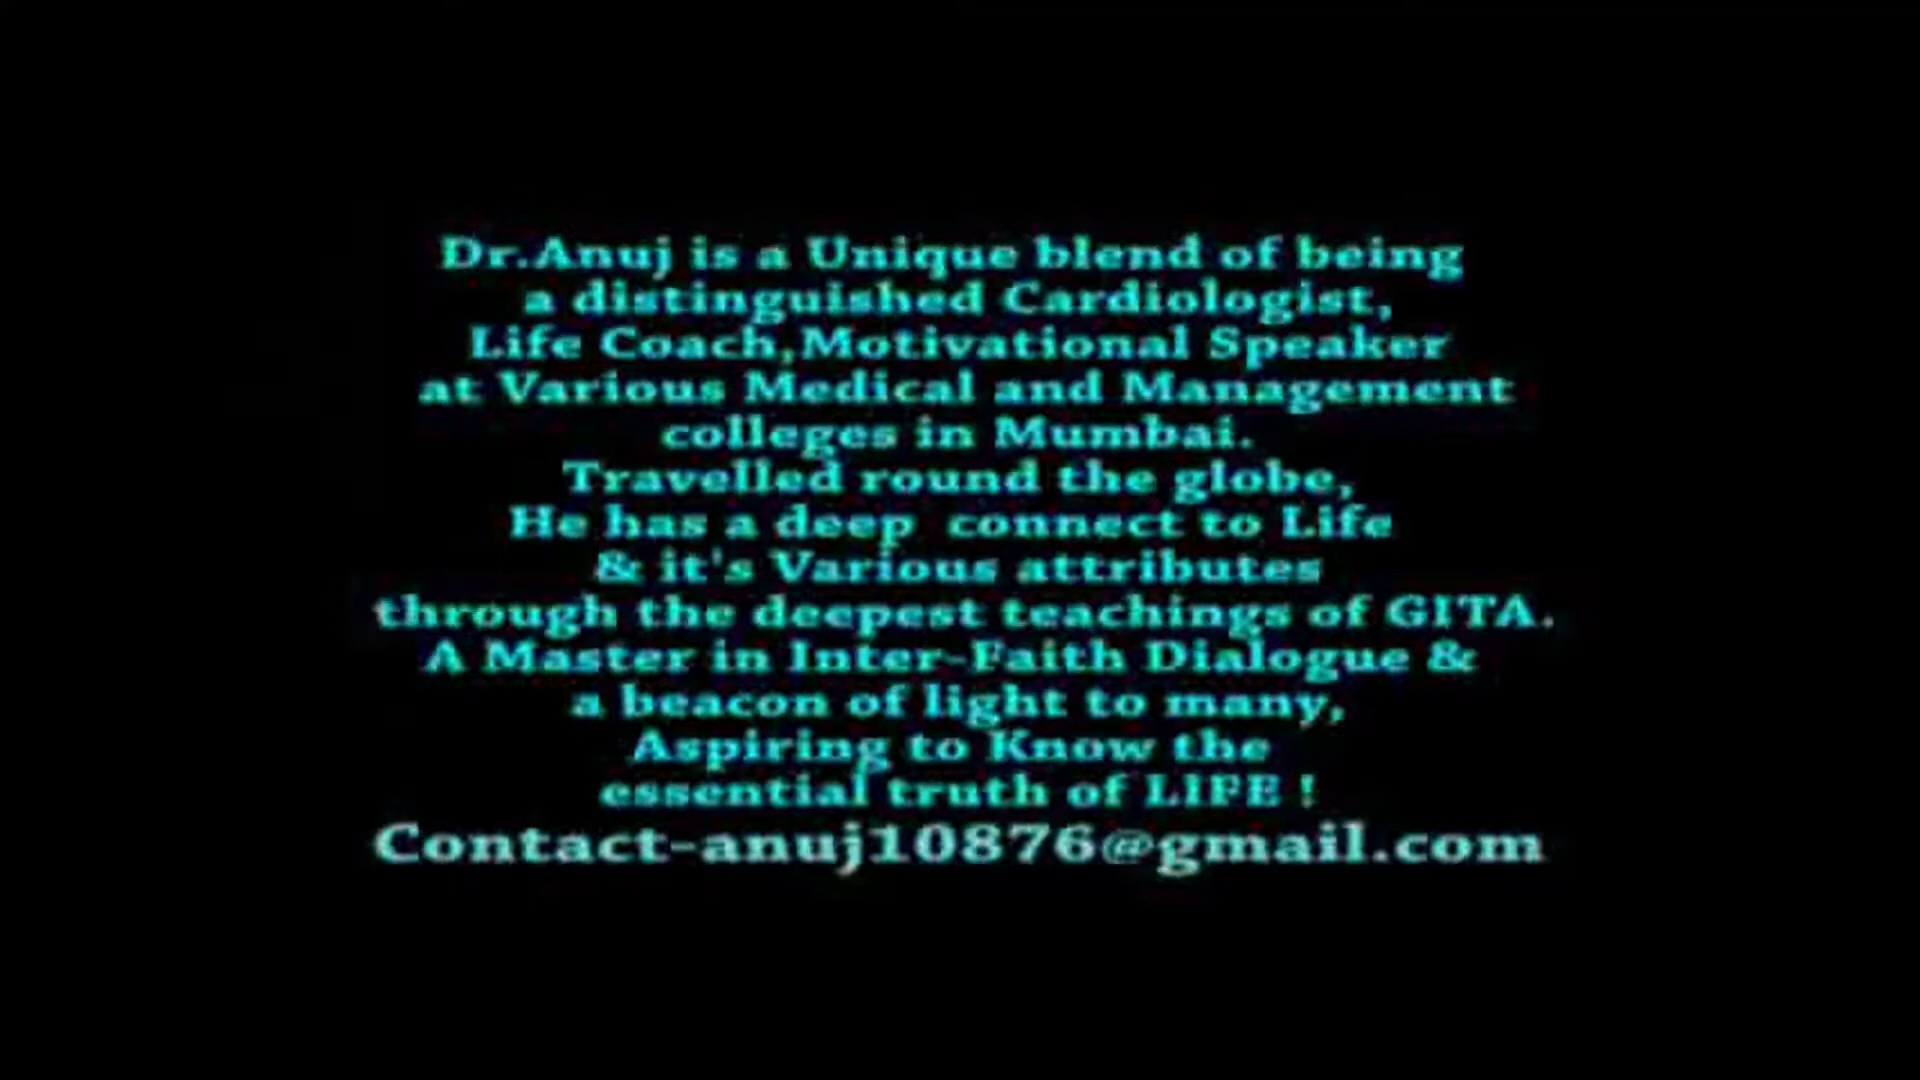 Dr.Anuj is a Unique blend of being
a distinguished Cardiologist,
Life Coach,Motivational Speaker
at Various Medical and Management
colleges in Mumbai.
Travelled round the globe,
He has a deep  connect to Life
& it's Various attributes
through the deepest teachings of GITA.
A Master in Inter-Faith Dialogue &
a beacon of light to many,
Aspiring to Know the
essential truth of LIFE !
Contact-anuj10876@gmail.com